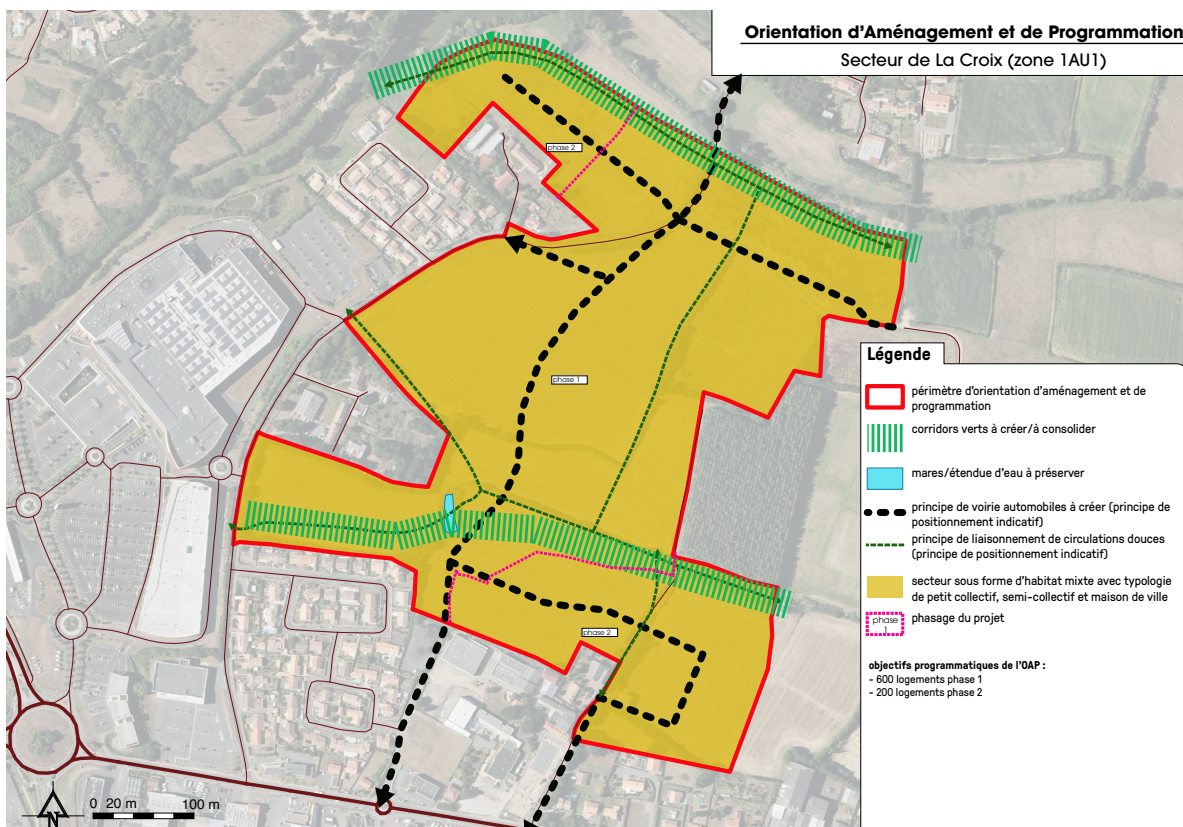 Orientation d'Aménagement et de Programmation
Secteur de La Croix (zone 1AU1)
phase 2
phase 1
phase 2
Légende
périmètre d'orientation d'aménagement et de
programmation
corridors verts à créer/à consolider
mares/étendue d'eau à préserver
principe de voirie automobiles à créer (principe de
positionnement indicatif)
principe de liaisonnement de circulations douces
(principe de positionnement indicatif)
secteur sous forme d'habitat mixte avec typologie
de petit collectif, semi-collectif et maison de ville
phase
1
phasage du projet
objectifs programmatiques de l'OAP :
- 600 logements phase 1
- 200 logements phase 2
N
0 20 m 100 m